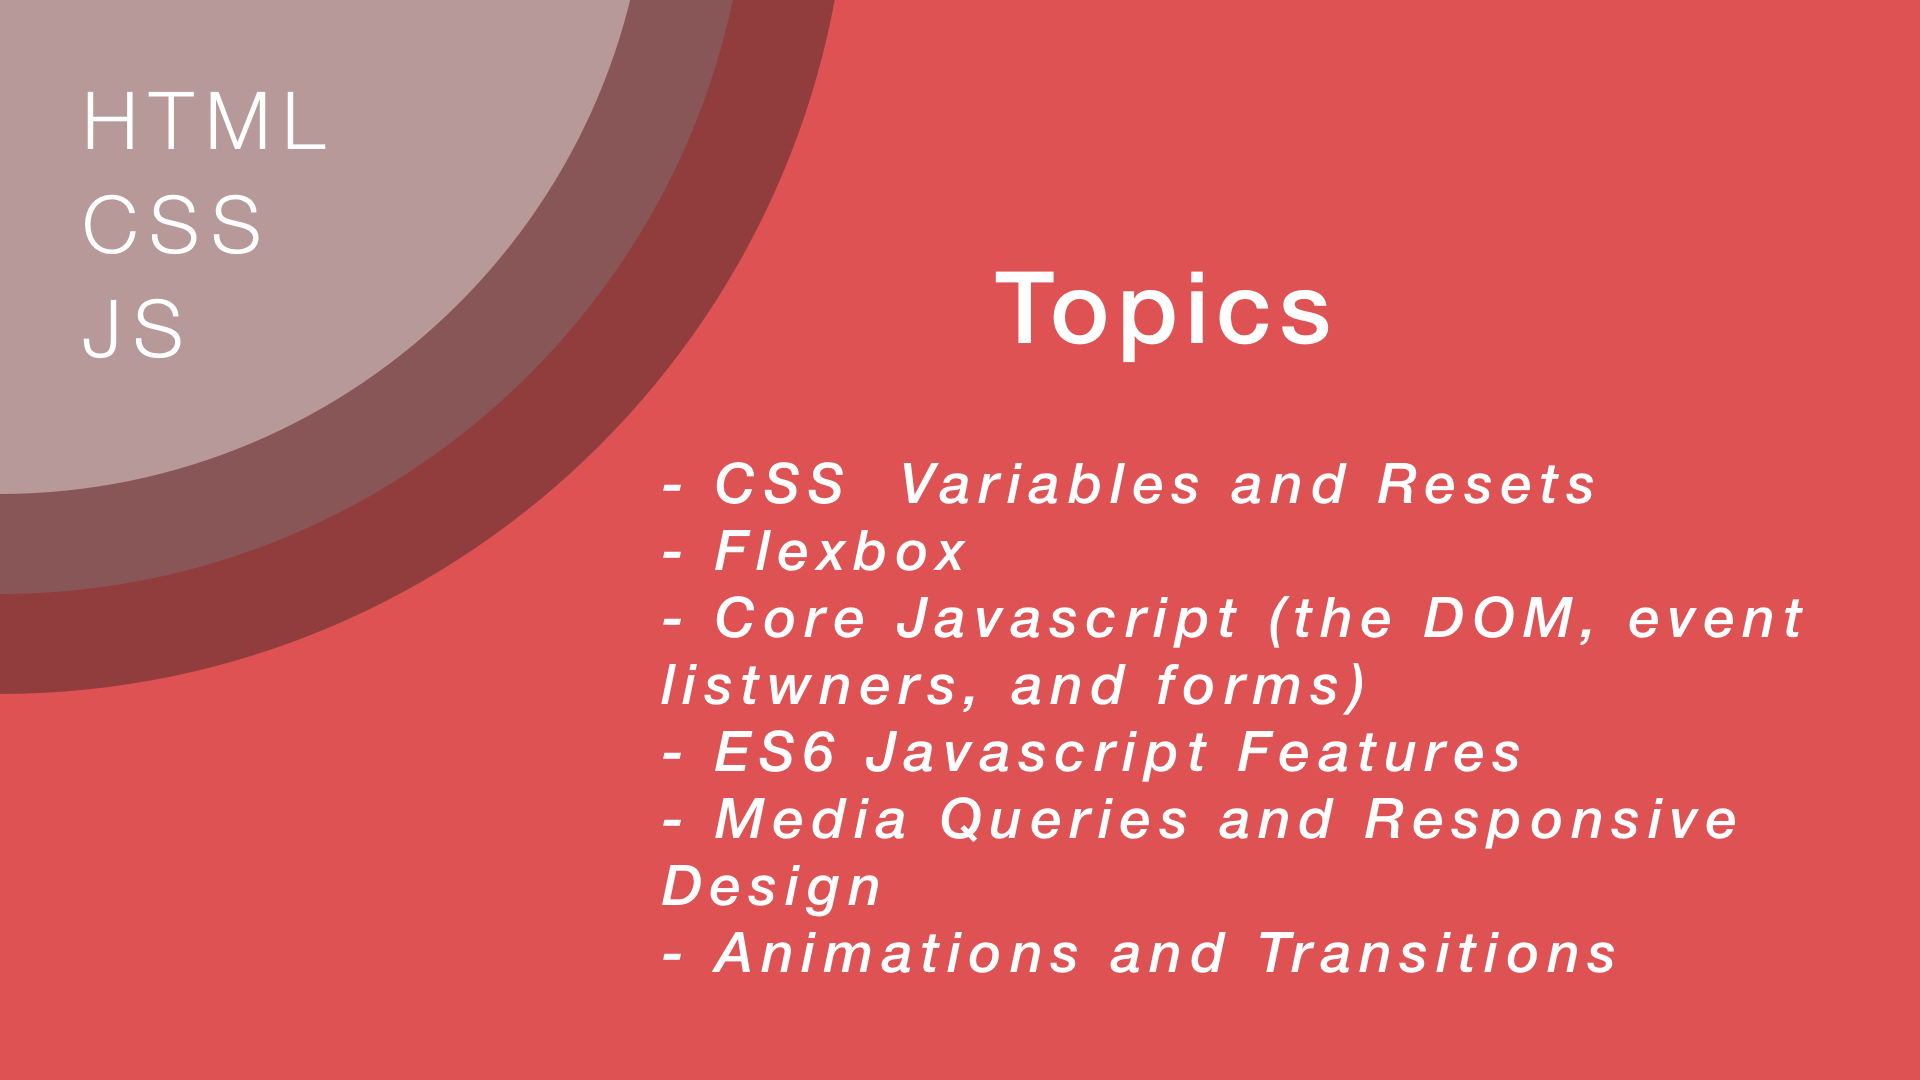 HTML
CSS
JS
Topics
- CSS  Variables and Resets
- Flexbox
- Core Javascript (the DOM, event
listwners, and forms)
- ES6 Javascript Features
- Media Queries and Responsive
Design
- Animations and Transitions